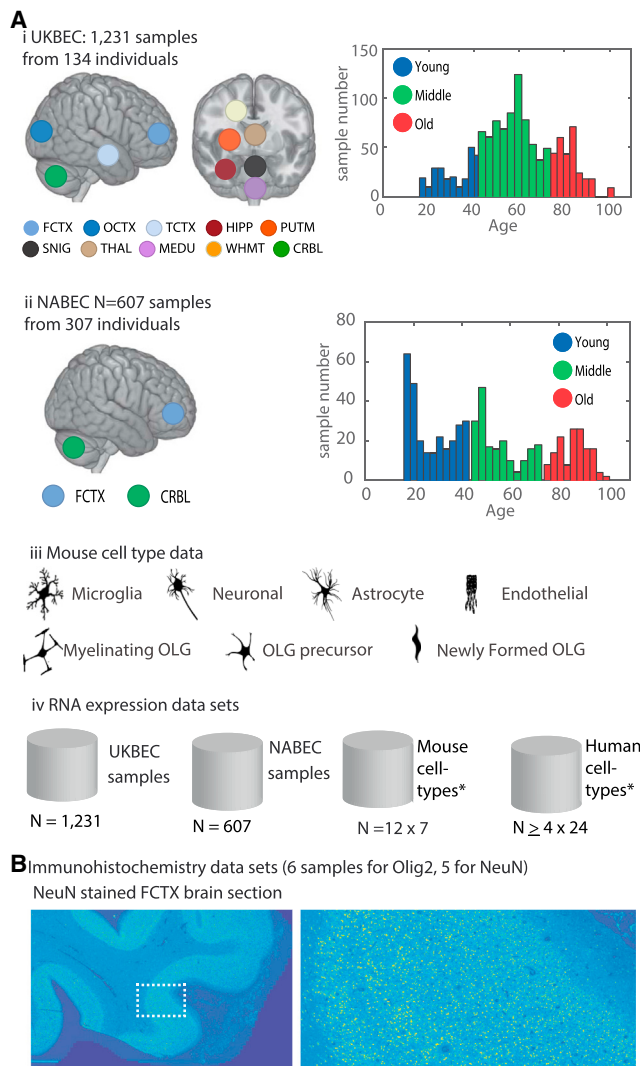 A
i UKBEC: 1,231 samples
from 134 individuals
150
100
50
0
sample number
Young
Middle
Old
0 20 40 60 80 100
Age
FCTX OCTX TCTX HIPP PUTM
SNIG THAL MEDU WHMT CRBL
ii NABEC N=607 samples
from 307 individuals
80
60
40
20
0
sample number
Young
Middle
Old
0 20 40 60 80 100
Age
FCTX CRBL
iii Mouse cell type data
Microglia Neuronal Astrocyte Endothelial
Myelinating OLG OLG precursor Newly Formed OLG
iv RNA expression data sets
UKBEC
samples
N = 1,231
NABEC
samples
N = 607
Mouse
cell-
types*
N =12 x 7
Human
cell-
types*
N ≥ 4 x 24
B
Immunohistochemistry data sets (6 samples for Olig2, 5 for NeuN)
NeuN stained FCTX brain section